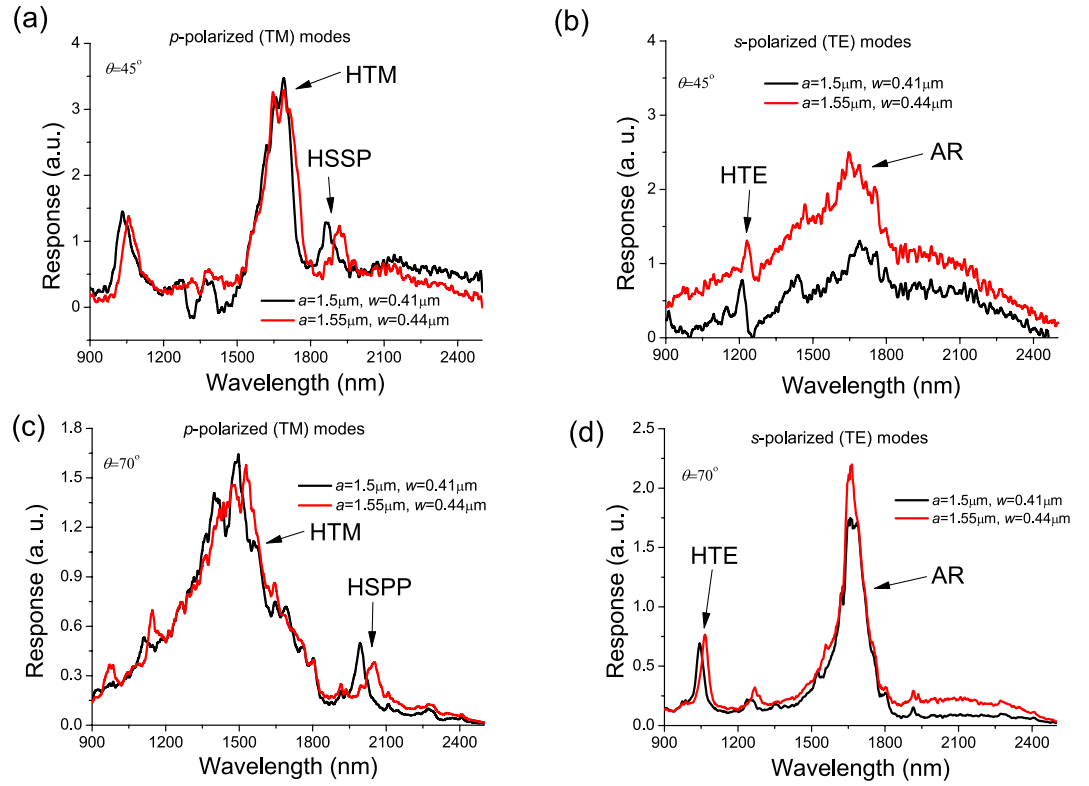 (a)
p-polarized (TM) modes
θ=45°
HTM
HSSP
a=1.5μm, w=0.41μm
a=1.55μm, w=0.44μm
Response (a.u.)
4
3
2
1
0
900 1200 1500 1800 2100 2400
Wavelength (nm)
(b)
s-polarized (TE) modes
θ=45°
a=1.5μm, w=0.41μm
a=1.55μm, w=0.44μm
AR
HTE
Response (a. u.)
4
3
2
1
0
900 1200 1500 1800 2100 2400
Wavelength (nm)
(c)
p-polarized (TM) modes
θ=70°
a=1.5μm, w=0.41μm
a=1.55μm, w=0.44μm
HTM
HSPP
Response (a. u.)
1.8
1.5
1.2
0.9
0.6
0.3
0.0
900 1200 1500 1800 2100 2400
Wavelength (nm)
(d)
s-polarized (TE) modes
θ=70°
a=1.5μm, w=0.41μm
a=1.55μm, w=0.44μm
HTE
AR
Response (a. u.)
2.5
2.0
1.5
1.0
0.5
0.0
900 1200 1500 1800 2100 2400
Wavelength (nm)